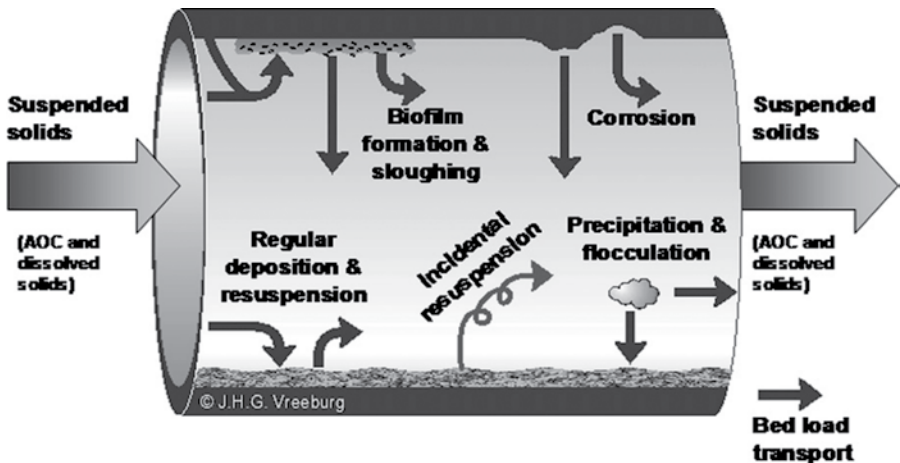 Suspended
solids
(AOC and
dissolved
solids)
Biofilm
formation &
sloughing
Corrosion
Regular
deposition &
resuspension
Incidental
resuspension
Precipitation &
flocculation
Suspended
solids
(AOC and
dissolved
solids)
© J.H.G. Vreeburg
Bed load
transport